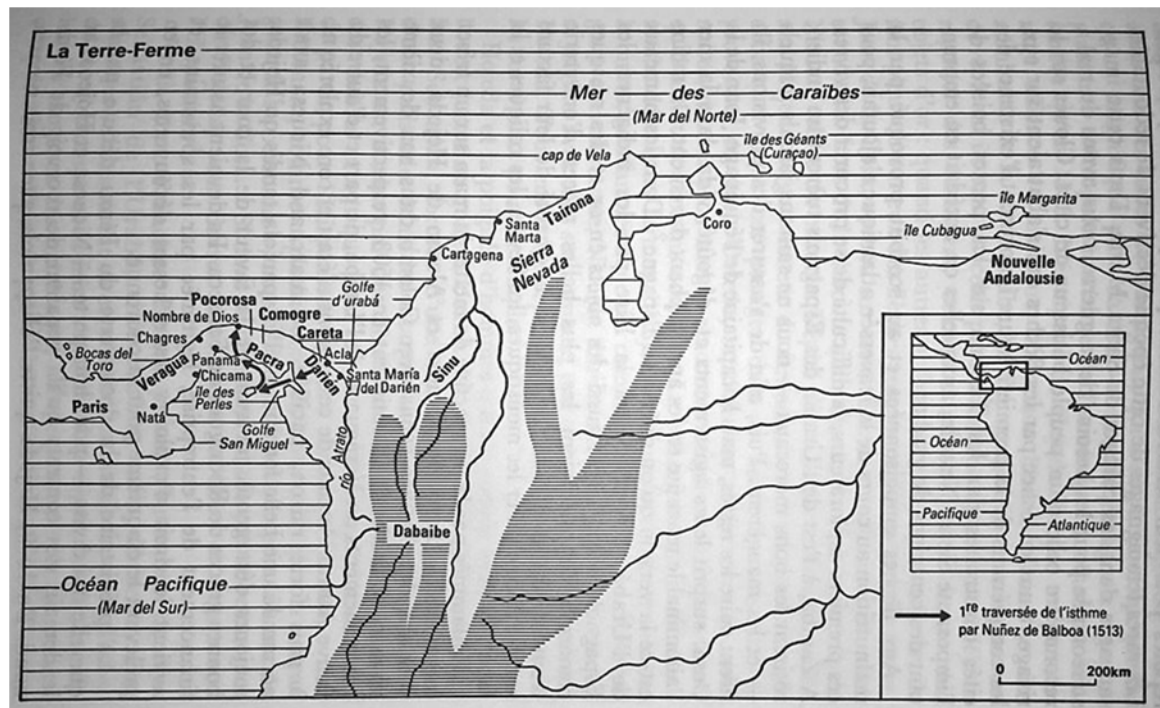 La Terre-Ferme
Mer des Caraïbes
(Mar del Norte)
île des Géants
(Curaçao)
cap de Vela
île Margarita
île Cubagua
Nouvelle
Andalousie
Coro
Tairona
Santa
Marta
Sierra
Nevada
Cartagena
Golfe
d'urabá
Pocorosa
Nombre de Dios
Comogre
Careta
Chagres
Acla
Bocas del
Toro
Veragua
Panamá
Pacra
Darién
Santa María
del Darién
Chicama
île des
Perles
Paris
Natá
Golfe
San Miguel
Sinu
río Atrato
Dabaibe
Océan Pacifique
(Mar del Sur)
Océan
Océan
Pacifique
Atlantique
1re traversée de l'isthme
par Nuñez de Balboa (1513)
0 200km